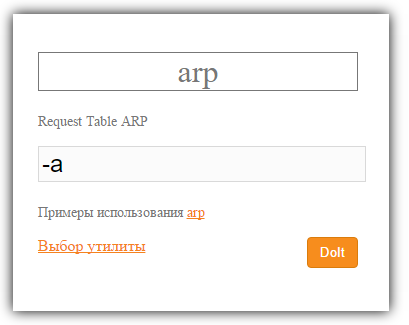 arp
Request Table ARP
-a
Примеры использования arp
Выбор утилиты
DoIt